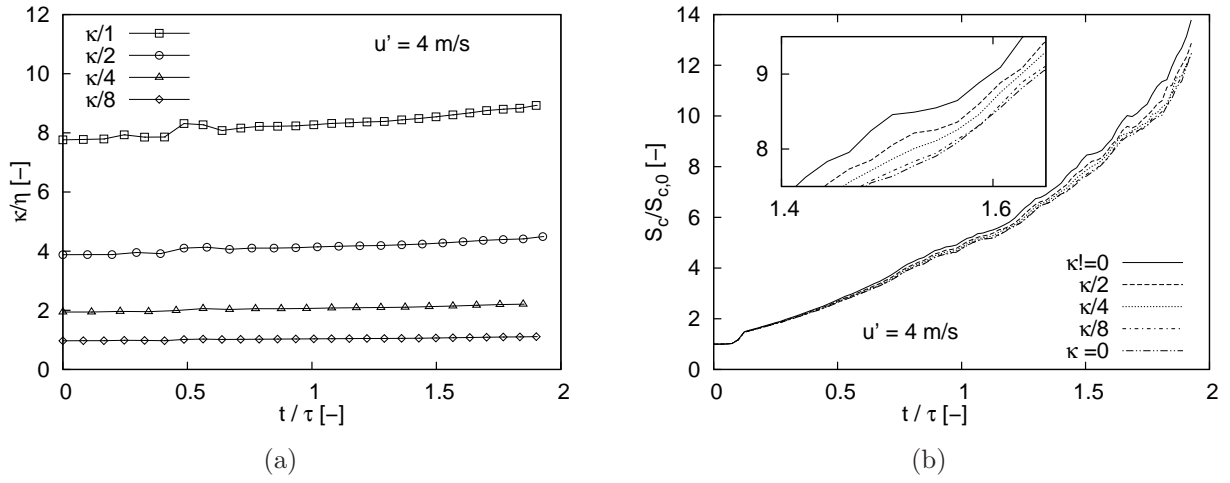 12
10
8
6
4
2
0
κ/η [–]
κ/1
κ/2
κ/4
κ/8
u' = 4 m/s
0 0.5 1 1.5 2
t / τ [–]
(a)
14
12
10
8
6
4
2
0
S_c/S_{c,0} [–]
9
8
1.4 1.6
κ!=0
κ/2
κ/4
κ/8
κ =0
u' = 4 m/s
0 0.5 1 1.5 2
t / τ [–]
(b)